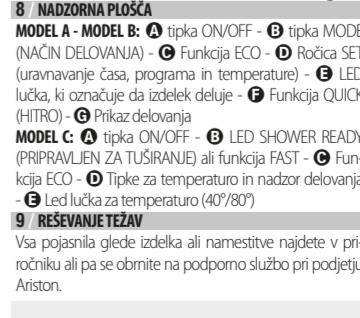 8 / NADZORNA PLOŠČA
MODEL A - MODEL B: A tipka ON/OFF - B tipka MODE
(NAČIN DELOVANJA) - C Funkcija ECO - D Ročica SET
(uravnavanje časa, programa in temperature) - E LED
lučka, ki označuje da izdelek deluje - F Funkcija QUICK
(HITRO) - G Prikaz delovanja
MODEL C: A tipka ON/OFF - B LED SHOWER READY
(PRIPRAVLJEN ZA TUŠIRANJE) ali funkcija FAST - C Fun-
kcija ECO - D Tipke za temperaturo in nadzor delovanja
- E Led lučka za temperaturo (40°/80°)
9 / REŠEVANJE TEŽAV
Vsa pojasnila glede izdelka ali namestitve najdete v pri-
ročniku ali pa se obrnite na podporno službo pri podjetju
Ariston.